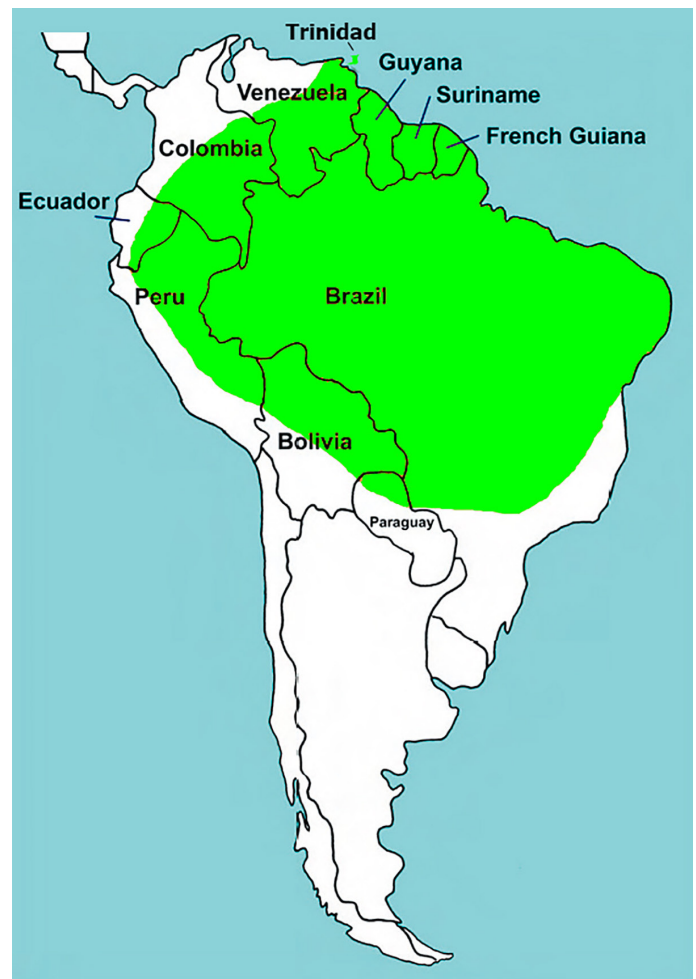 Trinidad
Guyana
Venezuela
Suriname
French Guiana
Colombia
Ecuador
Peru
Brazil
Bolivia
Paraguay